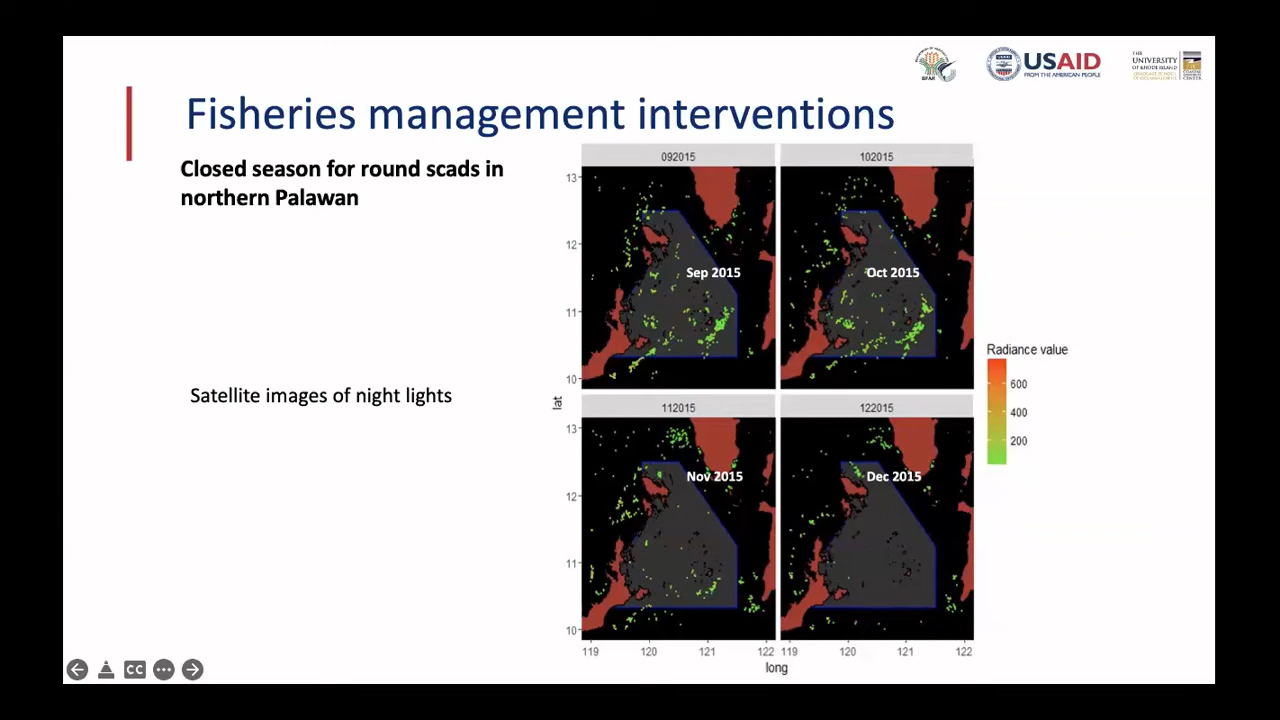 USAID
FROM THE AMERICAN PEOPLE
THE
UNIVERSITY
OF RHODE ISLAND
Fisheries management interventions
Closed season for round scads in
northern Palawan
Satellite images of night lights
092015
102015
13
12
11
10
Sep 2015
Oct 2015
112015
122015
13
12
11
10
Nov 2015
Dec 2015
lat
119
120
121
122
119
120
121
122
long
Radiance value
600
400
200
CC